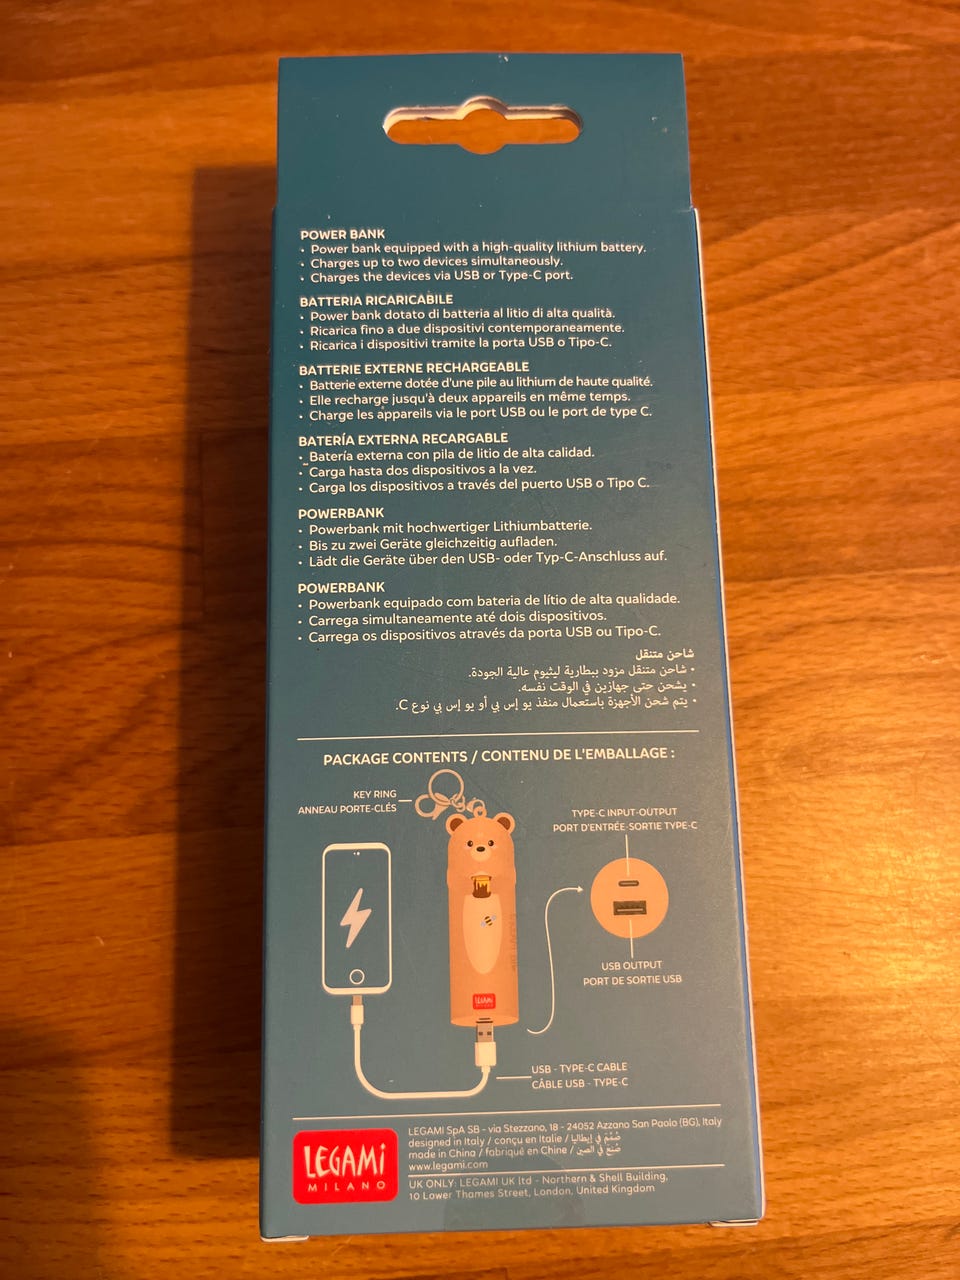 POWER BANK
• Power bank equipped with a high-quality lithium battery.
• Charges up to two devices simultaneously.
• Charges the devices via USB or Type-C port.
BATTERIA RICARICABILE
• Power bank dotato di batteria al litio di alta qualità.
• Ricarica fino a due dispositivi contemporaneamente.
• Ricarica i dispositivi tramite la porta USB o Tipo-C.
BATTERIE EXTERNE RECHARGEABLE
• Batterie externe dotée d'une pile au lithium de haute qualité.
• Elle recharge jusqu'à deux appareils en même temps.
• Charge les appareils via le port USB ou le port de type C.
BATERÍA EXTERNA RECARGABLE
• Batería externa con pila de litio de alta calidad.
• Carga hasta dos dispositivos a la vez.
• Carga los dispositivos a través del puerto USB o Tipo C.
POWERBANK
• Powerbank mit hochwertiger Lithiumbatterie.
• Bis zu zwei Geräte gleichzeitig aufladen.
• Lädt die Geräte über den USB- oder Typ-C-Anschluss auf.
POWERBANK
• Powerbank equipado com bateria de lítio de alta qualidade.
• Carrega simultaneamente até dois dispositivos.
• Carrega os dispositivos através da porta USB ou Tipo-C.
شاحن متنقل
• شاحن متنقل مزود ببطارية ليثيوم عالية الجودة.
• يشحن حتى جهازين في الوقت نفسه.
• يتم شحن الأجهزة باستعمال منفذ يو إس بي أو يو إس بي نوع C.
PACKAGE CONTENTS / CONTENU DE L'EMBALLAGE :
KEY RING
ANNEAU PORTE-CLÉS
TYPE-C INPUT-OUTPUT
PORT D'ENTRÉE-SORTIE TYPE-C
USB OUTPUT
PORT DE SORTIE USB
LEGAMI
MILANO
USB - TYPE-C CABLE
CÂBLE USB - TYPE-C
LEGAMI
MILANO
LEGAMI SpA SB - via Stezzano, 18 - 24052 Azzano San Paolo (BG), Italy
designed in Italy / conçu en Italie / صُمّمَ في إيطاليا
made in China / fabriqué en Chine / صُنع في الصين
www.legami.com
UK ONLY: LEGAMI UK ltd - Northern & Shell Building,
10 Lower Thames Street, London, United Kingdom